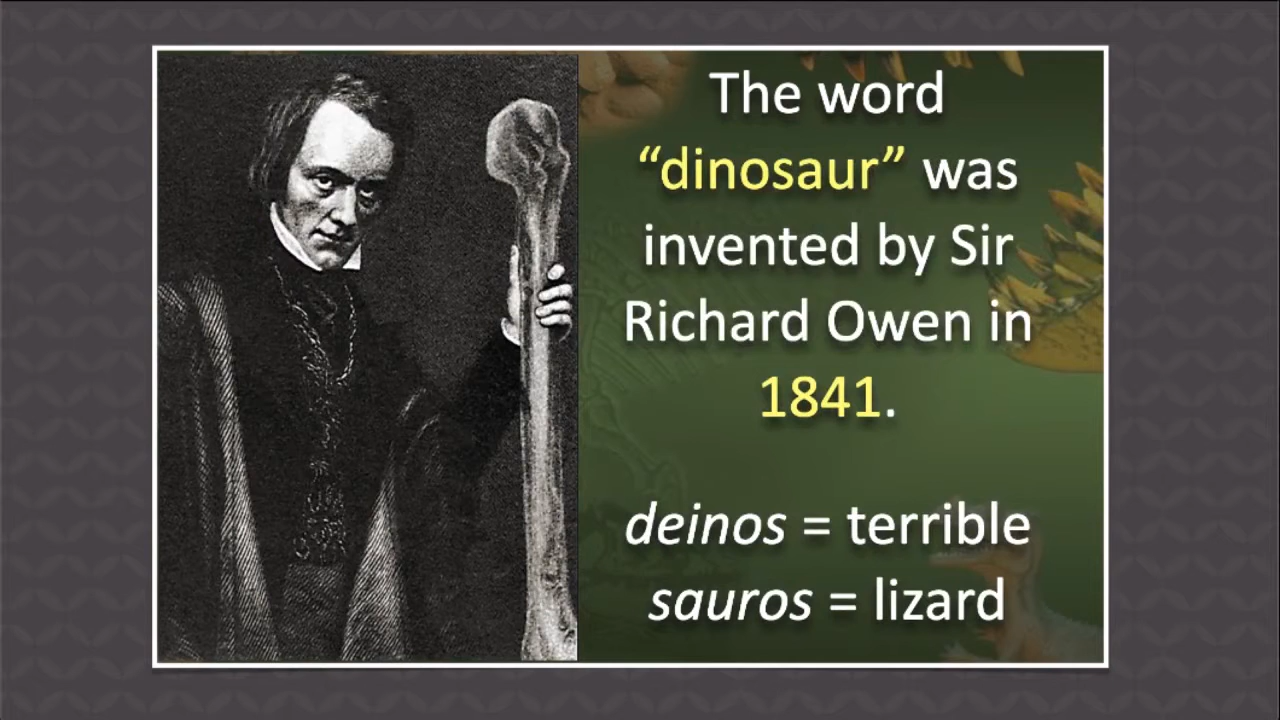 The word
“dinosaur” was
invented by Sir
Richard Owen in
1841.
deinos = terrible
sauros = lizard